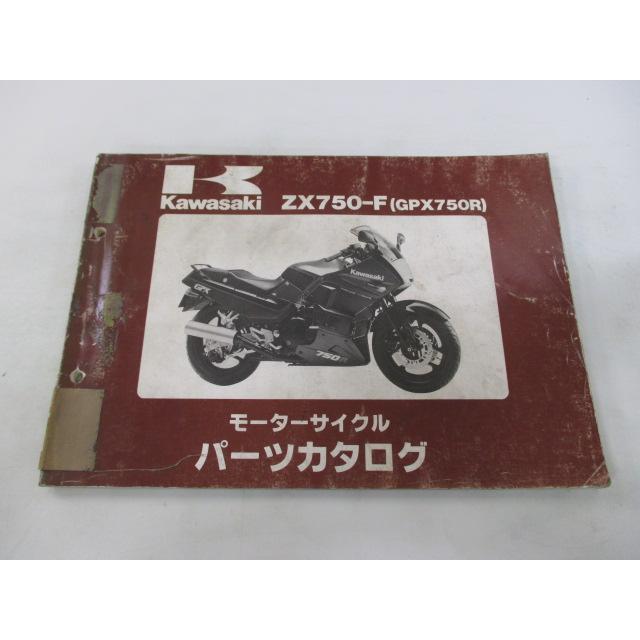 Kawasaki ZX750-F (GPX750R)
Kawasaki
GPX
750R
モーターサイクル
パーツカタログ